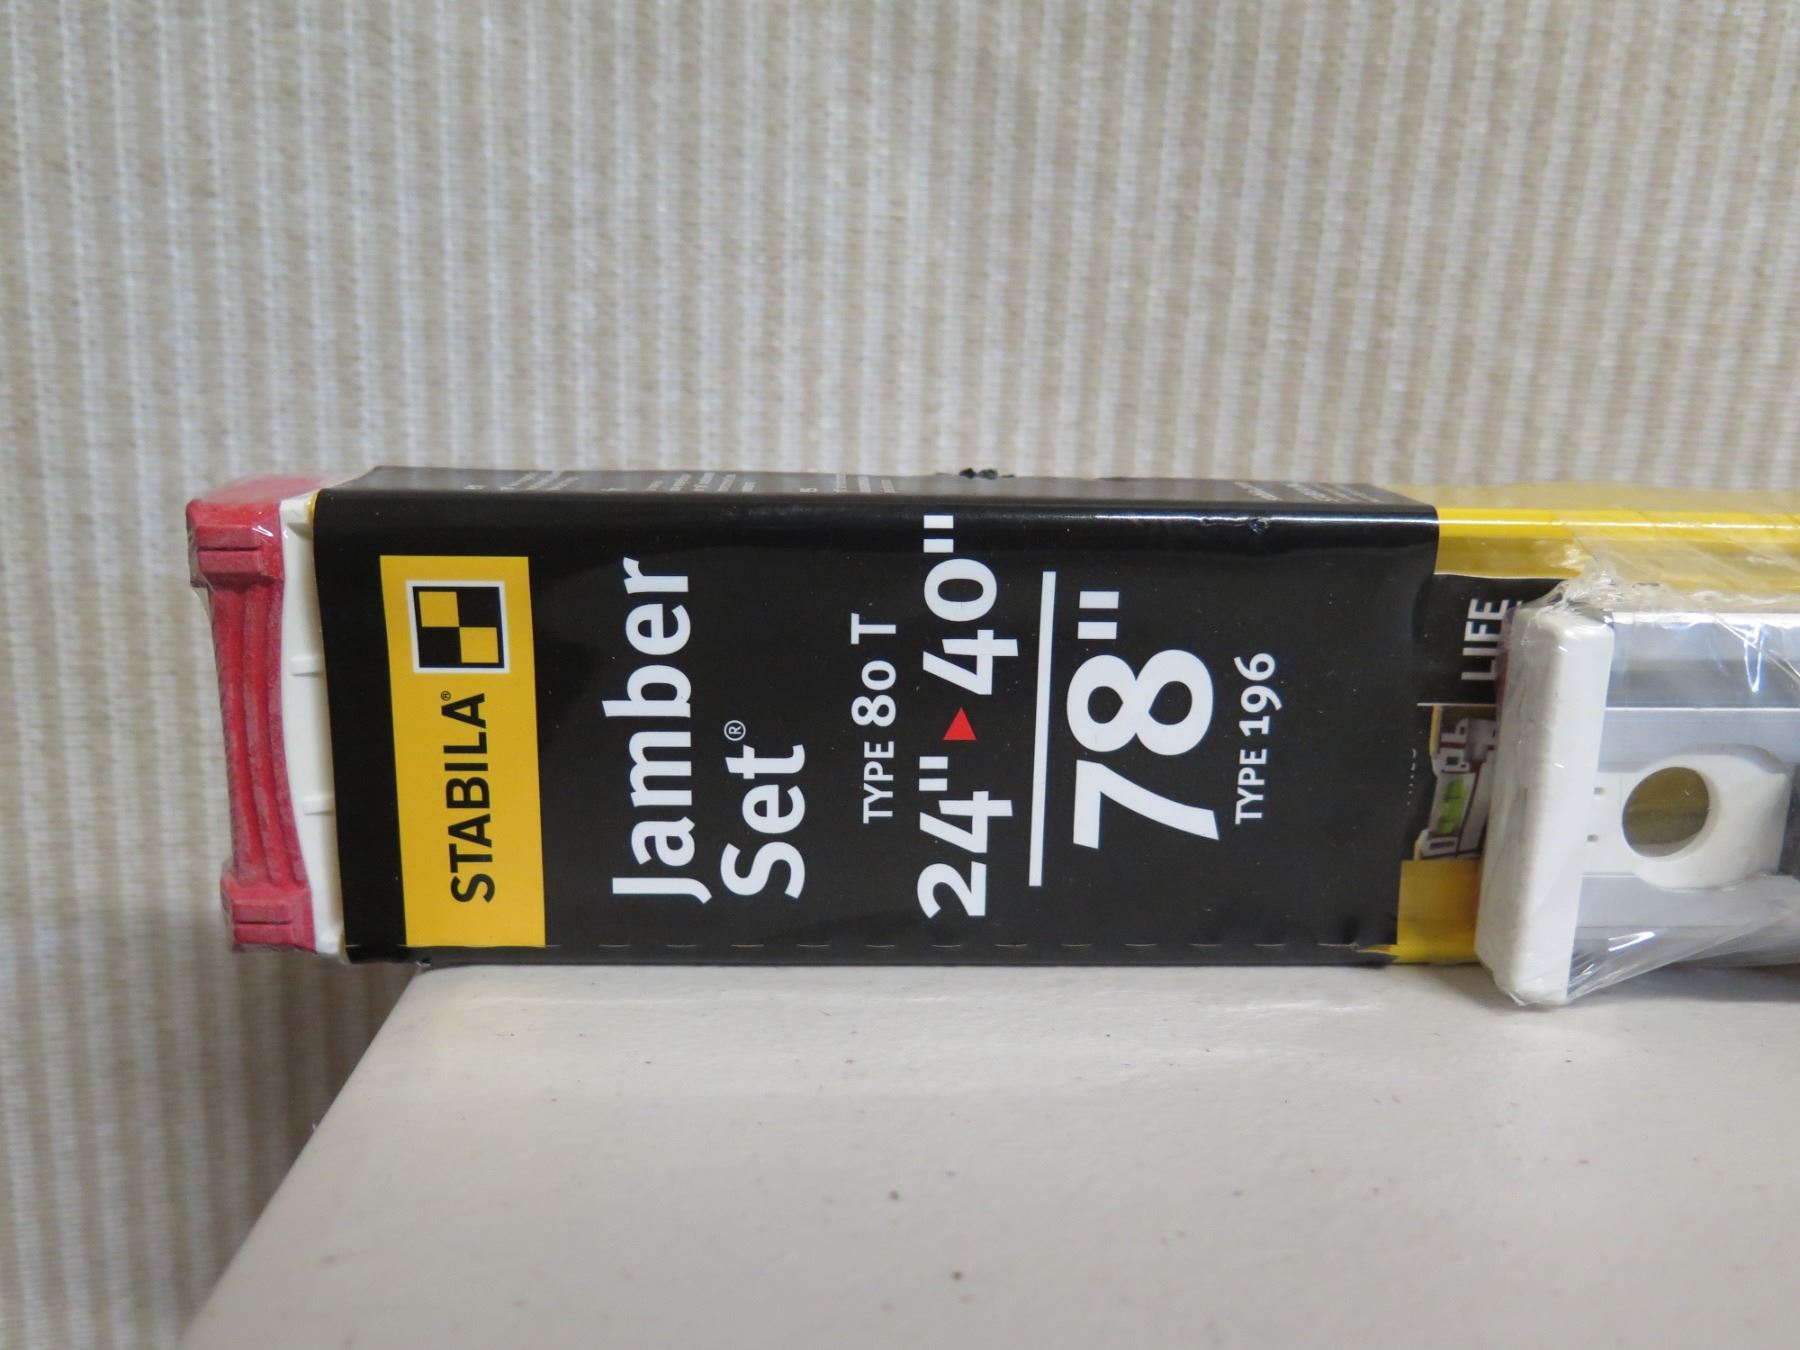 STABILA®
Jamber
Set®
TYPE 80 T
24" 40"
78"
TYPE 196
LIFE